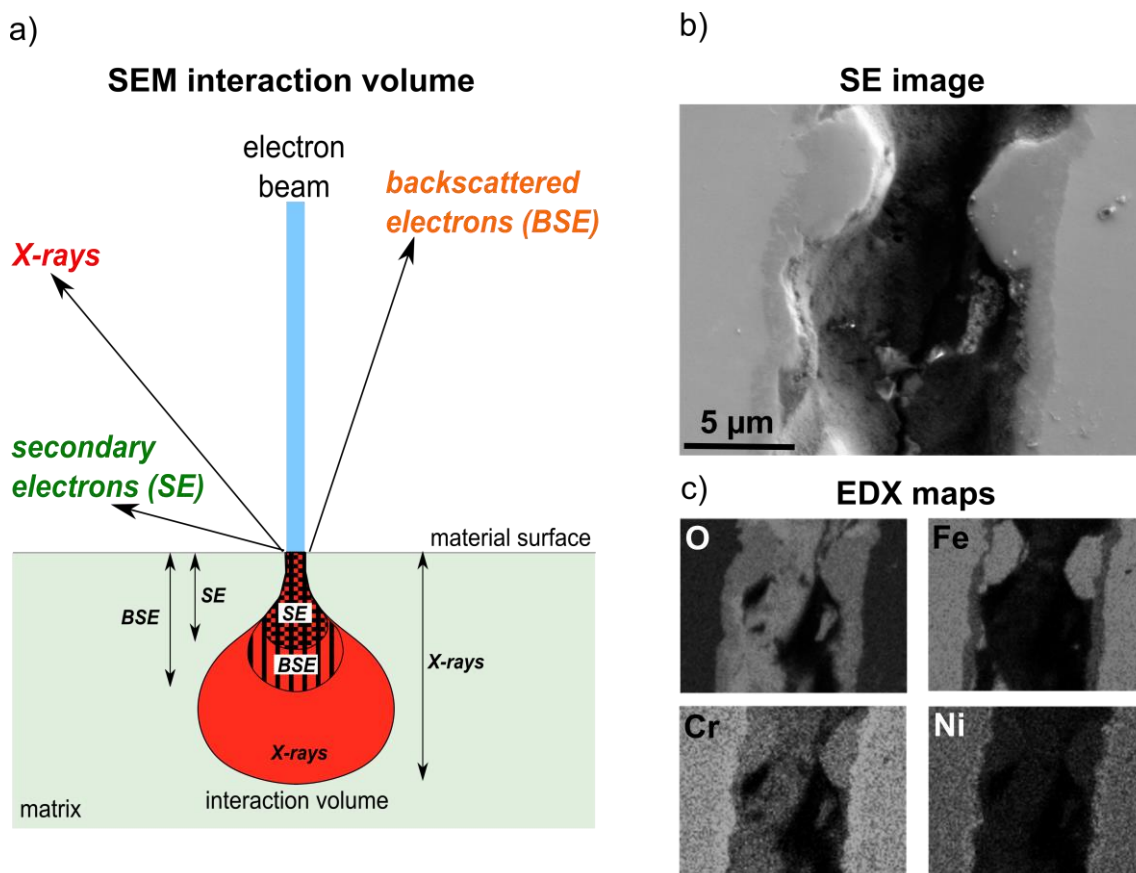 a)
SEM interaction volume
electron
beam
backscattered
electrons (BSE)
X-rays
secondary
electrons (SE)
material surface
BSE
SE
SE
BSE
X-rays
X-rays
interaction volume
matrix
b)
SE image
5 µm
c)
EDX maps
O
Fe
Cr
Ni